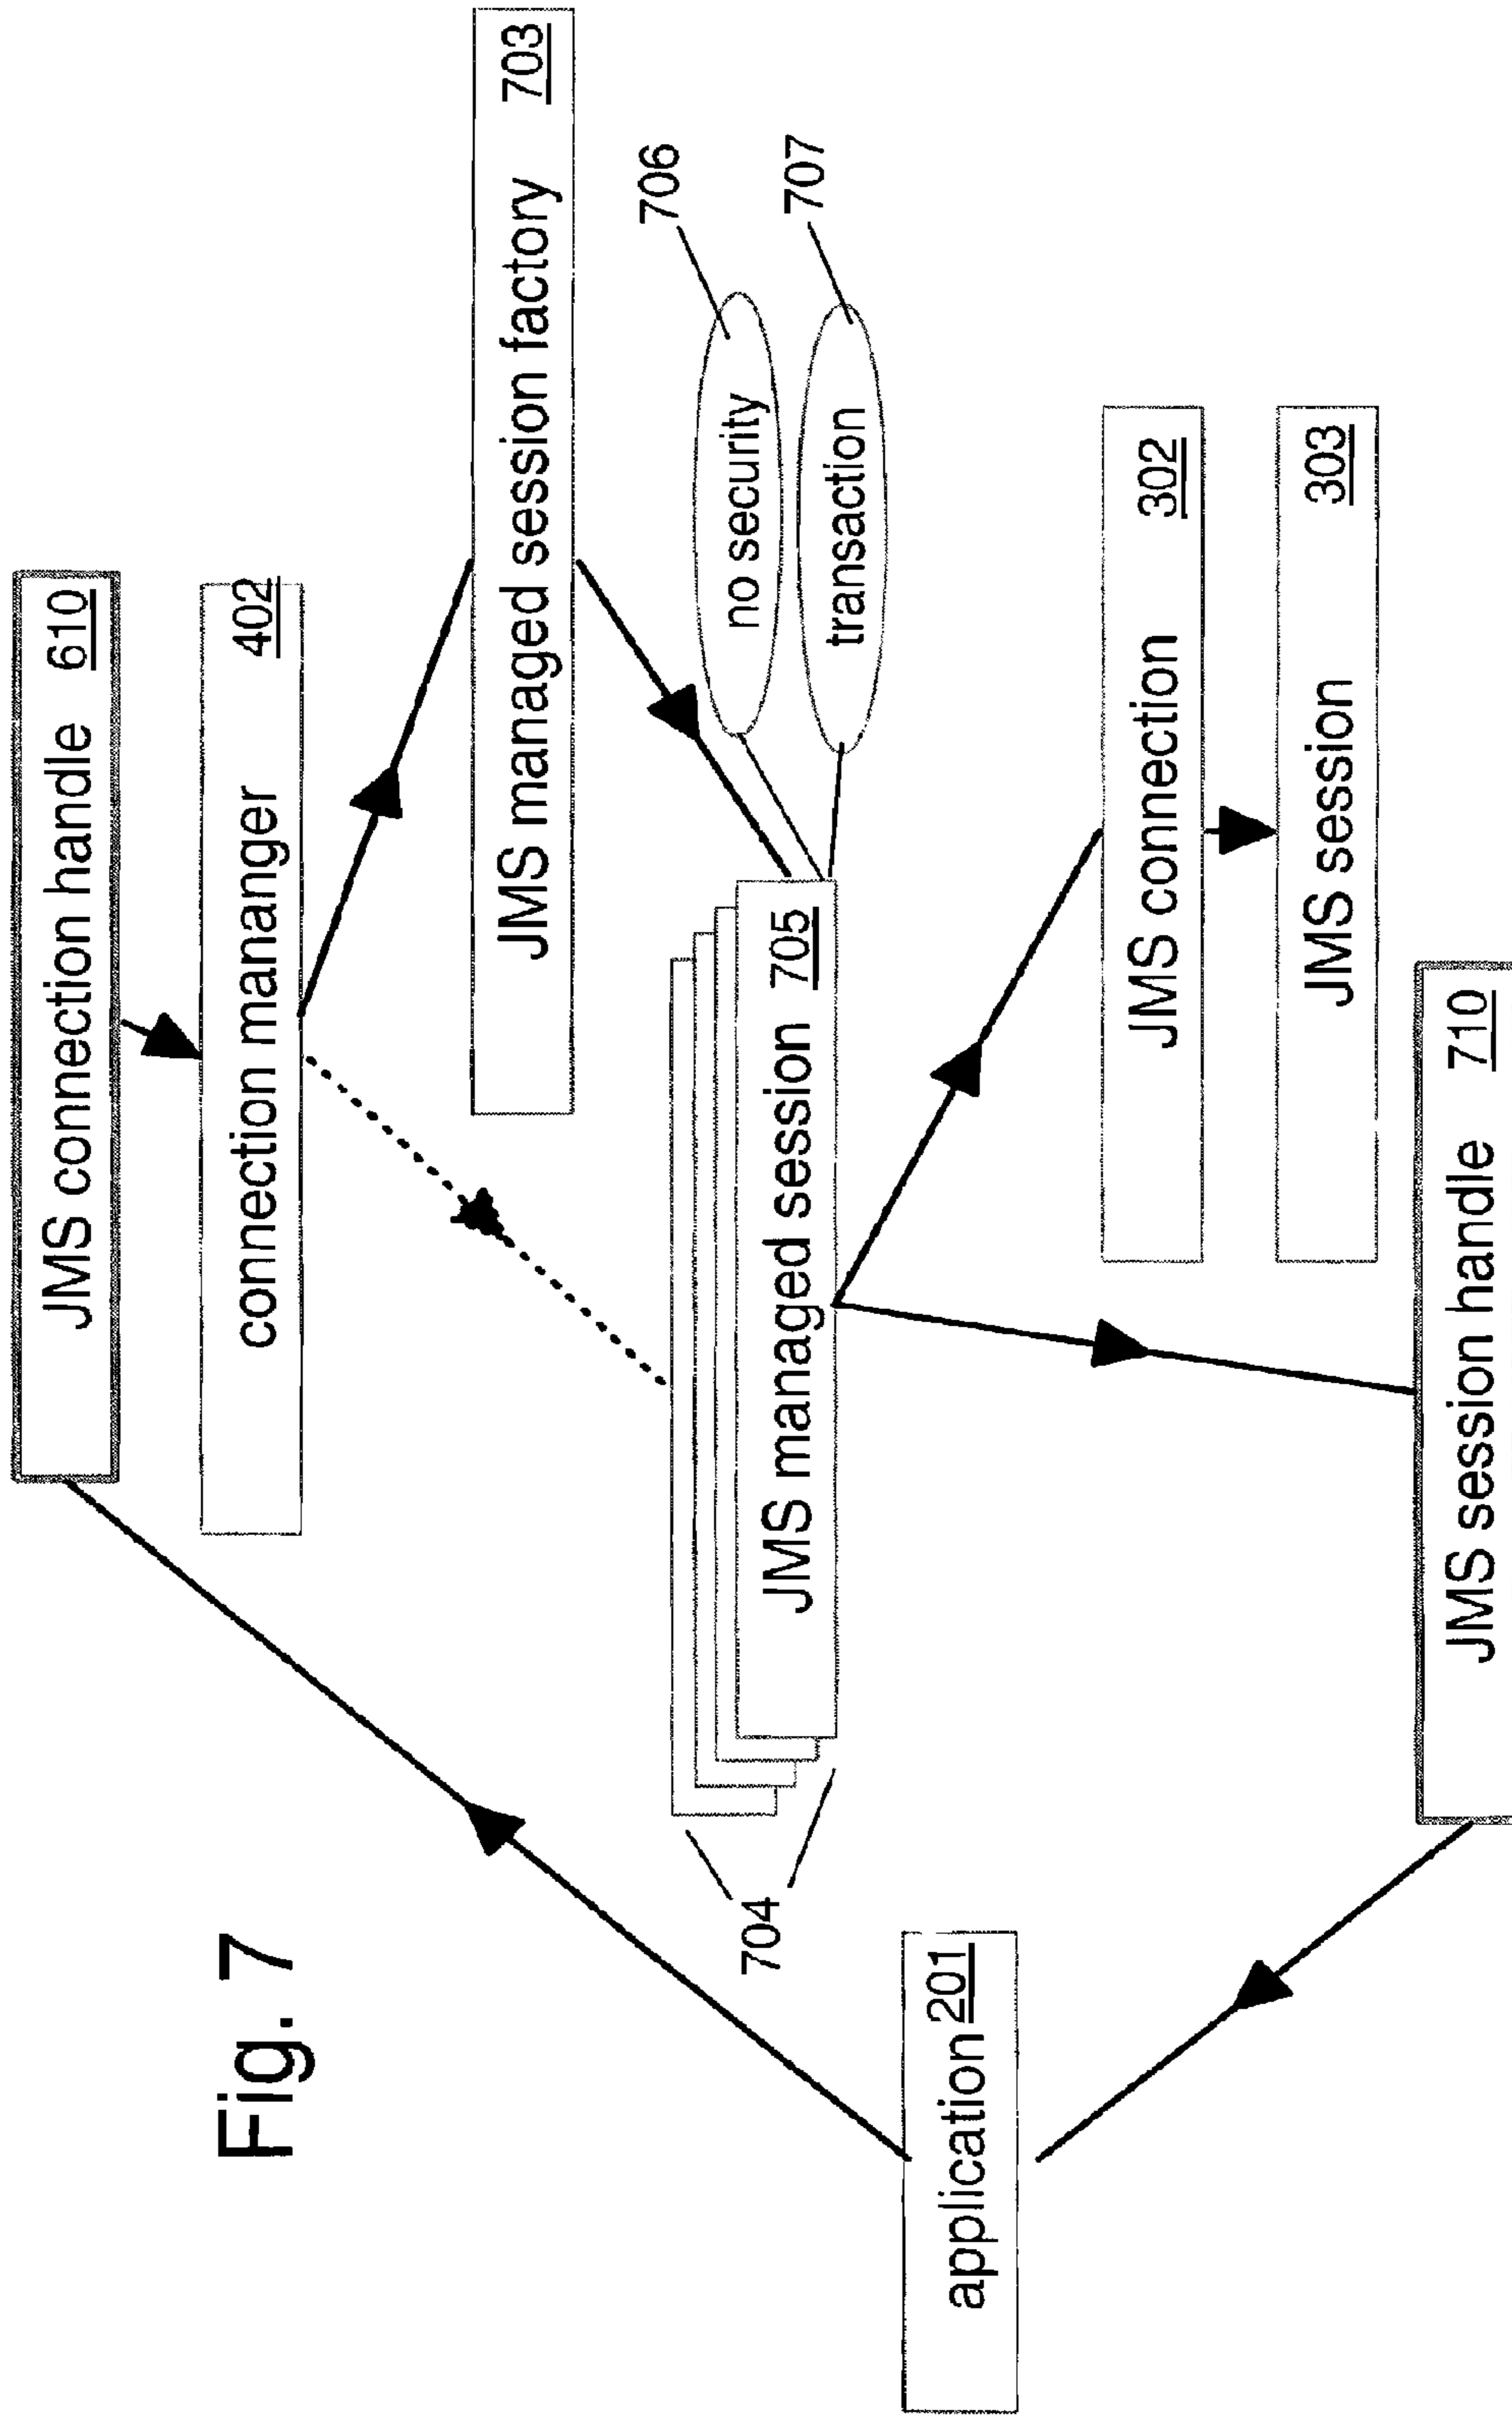 Fig. 7
JMS connection handle 610
connection mananger 402
JMS managed session factory 703
706
no security
707
transaction
JMS managed session 705
704
application 201
JMS connection 302
JMS session 303
JMS session handle 710